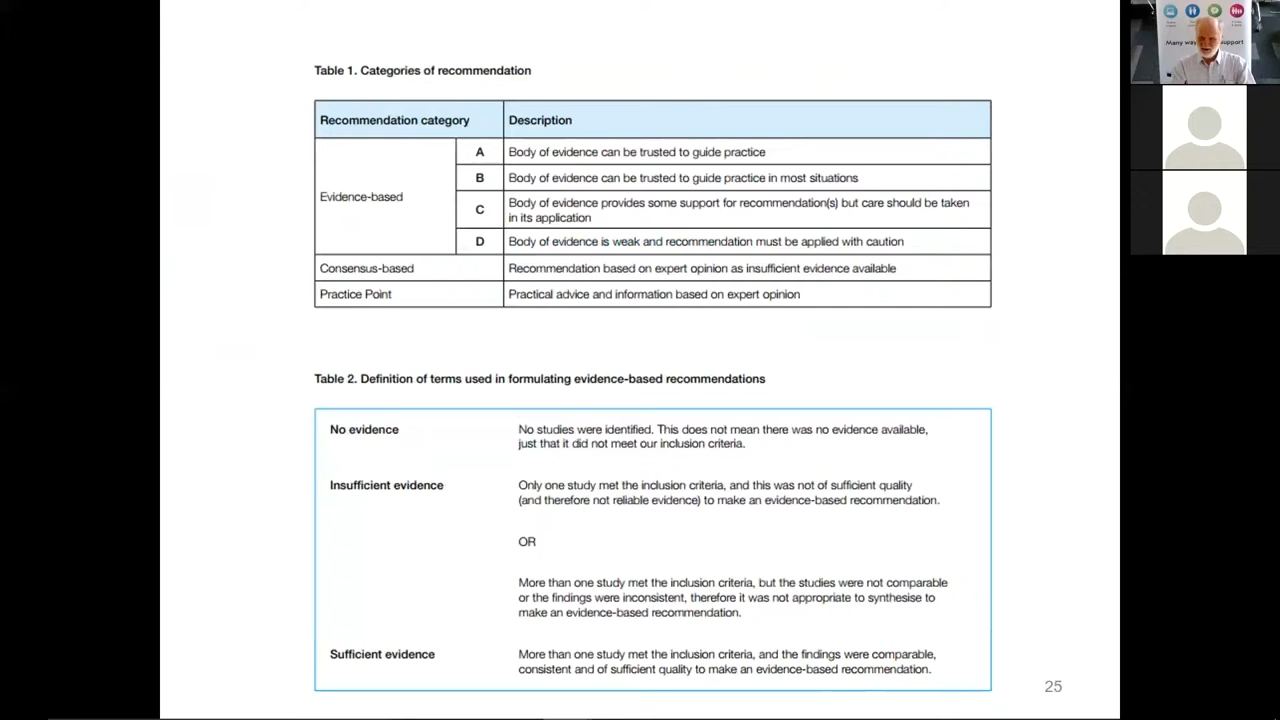 Many way support
Table 1. Categories of recommendation
Recommendation category Description
Evidence-based
A Body of evidence can be trusted to guide practice
B Body of evidence can be trusted to guide practice in most situations
C Body of evidence provides some support for recommendation(s) but care should be taken
in its application
D Body of evidence is weak and recommendation must be applied with caution
Consensus-based Recommendation based on expert opinion as insufficient evidence available
Practice Point Practical advice and information based on expert opinion
Table 2. Definition of terms used in formulating evidence-based recommendations
No evidence No studies were identified. This does not mean there was no evidence available,
just that it did not meet our inclusion criteria.
Insufficient evidence Only one study met the inclusion criteria, and this was not of sufficient quality
(and therefore not reliable evidence) to make an evidence-based recommendation.
OR
More than one study met the inclusion criteria, but the studies were not comparable
or the findings were inconsistent, therefore it was not appropriate to synthesise to
make an evidence-based recommendation.
Sufficient evidence More than one study met the inclusion criteria, and the findings were comparable,
consistent and of sufficient quality to make an evidence-based recommendation.
25